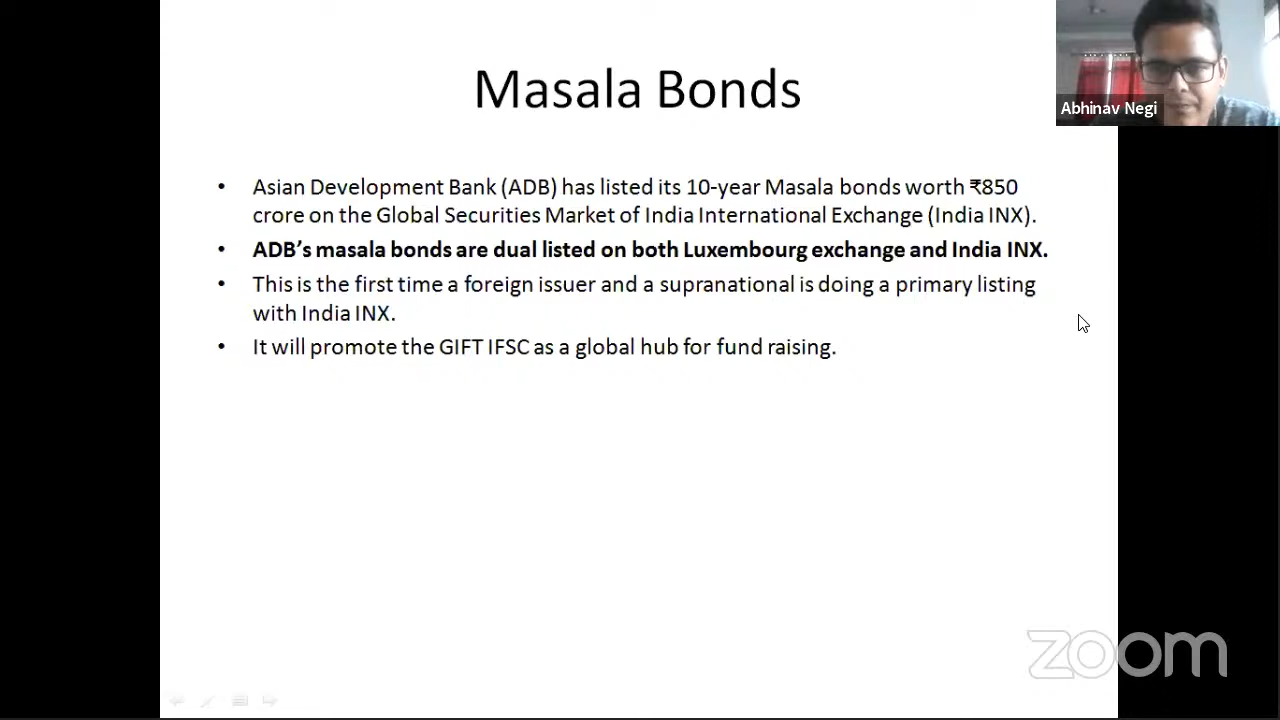 Masala Bonds
Abhinav Negi
• Asian Development Bank (ADB) has listed its 10-year Masala bonds worth ₹850
crore on the Global Securities Market of India International Exchange (India INX).
• ADB’s masala bonds are dual listed on both Luxembourg exchange and India INX.
• This is the first time a foreign issuer and a supranational is doing a primary listing
with India INX.
• It will promote the GIFT IFSC as a global hub for fund raising.
zoom